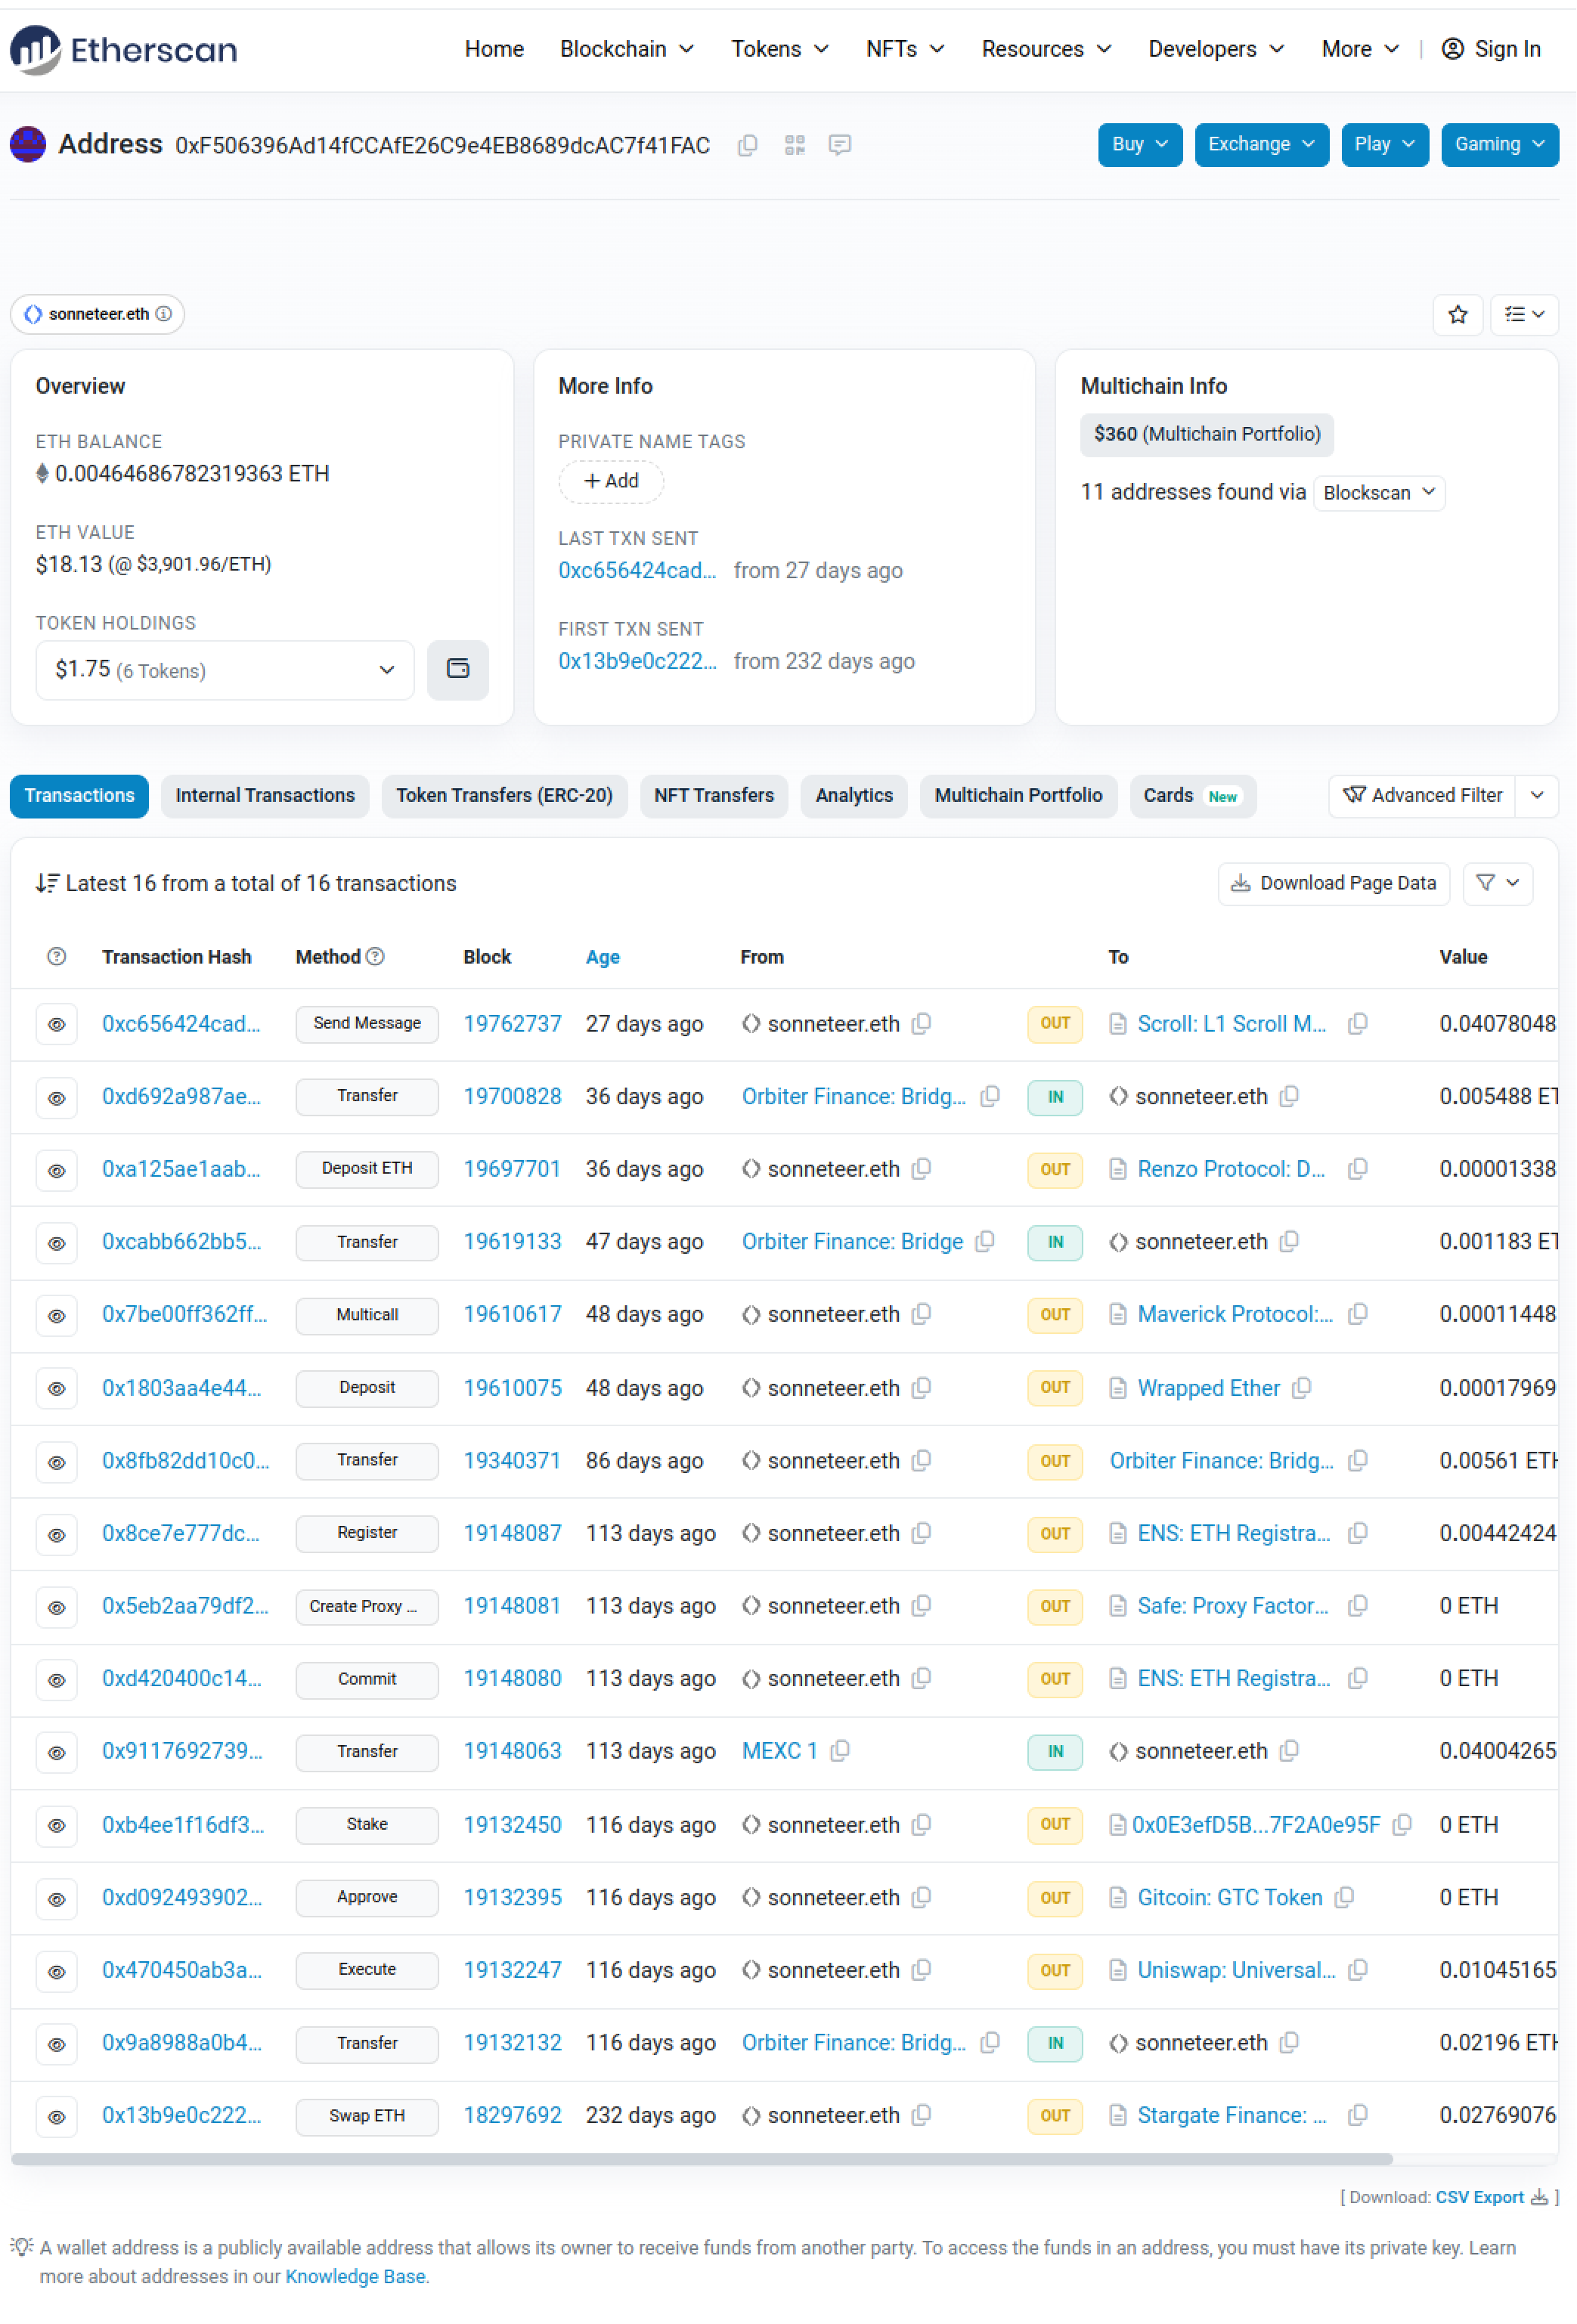 Etherscan
Home Blockchain Tokens NFTs Resources Developers More | Sign In
Address 0xF506396Ad14fCCAfE26C9e4EB8689dcAC7f41FAC Buy Exchange Play Gaming
sonneteer.eth
Overview
ETH BALANCE
0.00464686782319363 ETH
ETH VALUE
$18.13 (@ $3,901.96/ETH)
TOKEN HOLDINGS
$1.75 (6 Tokens)
More Info
PRIVATE NAME TAGS
+ Add
LAST TXN SENT
0xc656424cad... from 27 days ago
FIRST TXN SENT
0x13b9e0c222... from 232 days ago
Multichain Info
$360 (Multichain Portfolio)
11 addresses found via Blockscan
Transactions Internal Transactions Token Transfers (ERC-20) NFT Transfers Analytics Multichain Portfolio Cards New Advanced Filter
Latest 16 from a total of 16 transactions Download Page Data
Transaction Hash Method Block Age From To Value
0xc656424cad... Send Message 19762737 27 days ago sonneteer.eth OUT Scroll: L1 Scroll M... 0.04078048
0xd692a987ae... Transfer 19700828 36 days ago Orbiter Finance: Bridg... IN sonneteer.eth 0.005488 ET
0xa125ae1aab... Deposit ETH 19697701 36 days ago sonneteer.eth OUT Renzo Protocol: D... 0.00001338
0xcabb662bb5... Transfer 19619133 47 days ago Orbiter Finance: Bridge IN sonneteer.eth 0.001183 ET
0x7be00ff362ff... Multicall 19610617 48 days ago sonneteer.eth OUT Maverick Protocol:... 0.00011448
0x1803aa4e44... Deposit 19610075 48 days ago sonneteer.eth OUT Wrapped Ether 0.00017969
0x8fb82dd10c0... Transfer 19340371 86 days ago sonneteer.eth OUT Orbiter Finance: Bridg... 0.00561 ETH
0x8ce7e777dc... Register 19148087 113 days ago sonneteer.eth OUT ENS: ETH Registra... 0.00442424
0x5eb2aa79df2... Create Proxy ... 19148081 113 days ago sonneteer.eth OUT Safe: Proxy Factor... 0 ETH
0xd420400c14... Commit 19148080 113 days ago sonneteer.eth OUT ENS: ETH Registra... 0 ETH
0x9117692739... Transfer 19148063 113 days ago MEXC 1 IN sonneteer.eth 0.04004265
0xb4ee1f16df3... Stake 19132450 116 days ago sonneteer.eth OUT 0x0E3efD5B...7F2A0e95F 0 ETH
0xd092493902... Approve 19132395 116 days ago sonneteer.eth OUT Gitcoin: GTC Token 0 ETH
0x470450ab3a... Execute 19132247 116 days ago sonneteer.eth OUT Uniswap: Universal... 0.01045165
0x9a8988a0b4... Transfer 19132132 116 days ago Orbiter Finance: Bridg... IN sonneteer.eth 0.02196 ETH
0x13b9e0c222... Swap ETH 18297692 232 days ago sonneteer.eth OUT Stargate Finance: ... 0.02769076
[ Download: CSV Export ]
A wallet address is a publicly available address that allows its owner to receive funds from another party. To access the funds in an address, you must have its private key. Learn
more about addresses in our Knowledge Base.